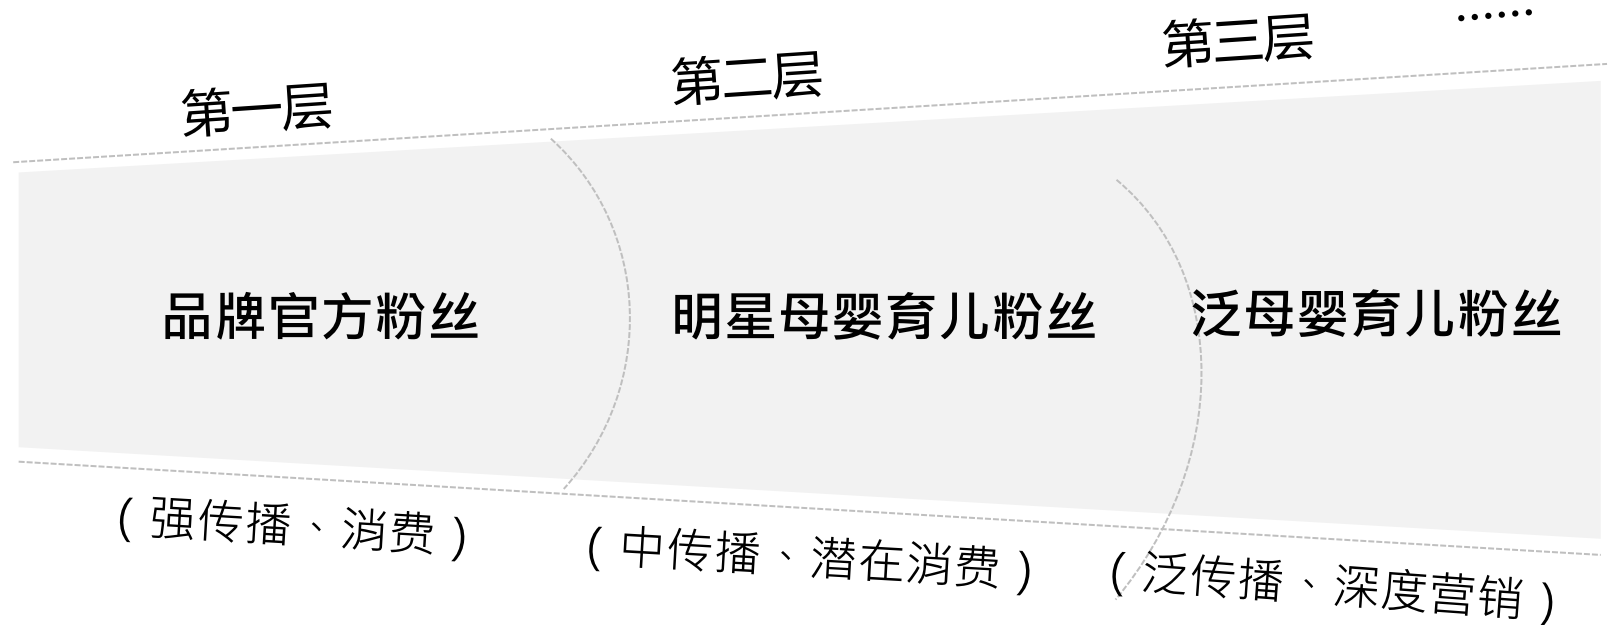 第一层 第二层 第三层 ······
品牌官方粉丝 明星母婴育儿粉丝 泛母婴育儿粉丝
（强传播、消费） （中传播、潜在消费） （泛传播、深度营销）